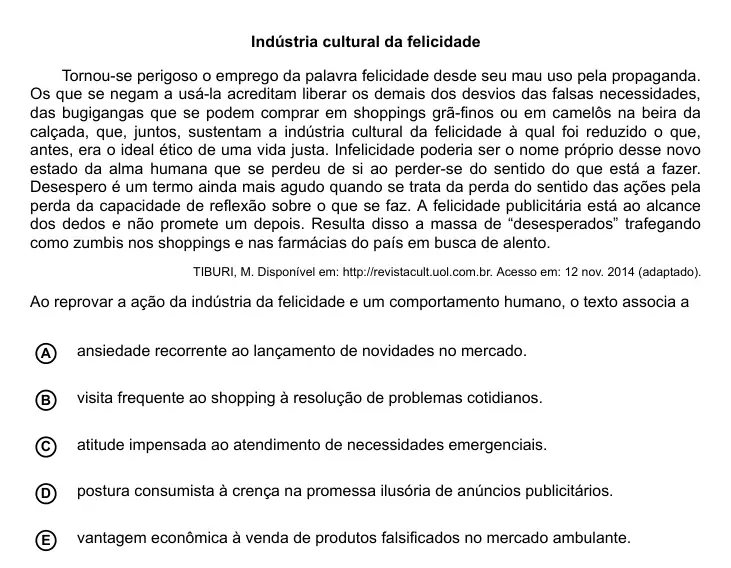 Indústria cultural da felicidade
Tornou-se perigoso o emprego da palavra felicidade desde seu mau uso pela propaganda.
Os que se negam a usá-la acreditam liberar os demais dos desvios das falsas necessidades,
das bugigangas que se podem comprar em shoppings grã-finos ou em camelôs na beira da
calçada, que, juntos, sustentam a indústria cultural da felicidade à qual foi reduzido o que,
antes, era o ideal ético de uma vida justa. Infelicidade poderia ser o nome próprio desse novo
estado da alma humana que se perdeu de si ao perder-se do sentido do que está a fazer.
Desespero é um termo ainda mais agudo quando se trata da perda do sentido das ações pela
perda da capacidade de reflexão sobre o que se faz. A felicidade publicitária está ao alcance
dos dedos e não promete um depois. Resulta disso a massa de “desesperados” trafegando
como zumbis nos shoppings e nas farmácias do país em busca de alento.
TIBURI, M. Disponível em: http://revistacult.uol.com.br. Acesso em: 12 nov. 2014 (adaptado).
Ao reprovar a ação da indústria da felicidade e um comportamento humano, o texto associa a
A ansiedade recorrente ao lançamento de novidades no mercado.
B visita frequente ao shopping à resolução de problemas cotidianos.
C atitude impensada ao atendimento de necessidades emergenciais.
D postura consumista à crença na promessa ilusória de anúncios publicitários.
E vantagem econômica à venda de produtos falsificados no mercado ambulante.